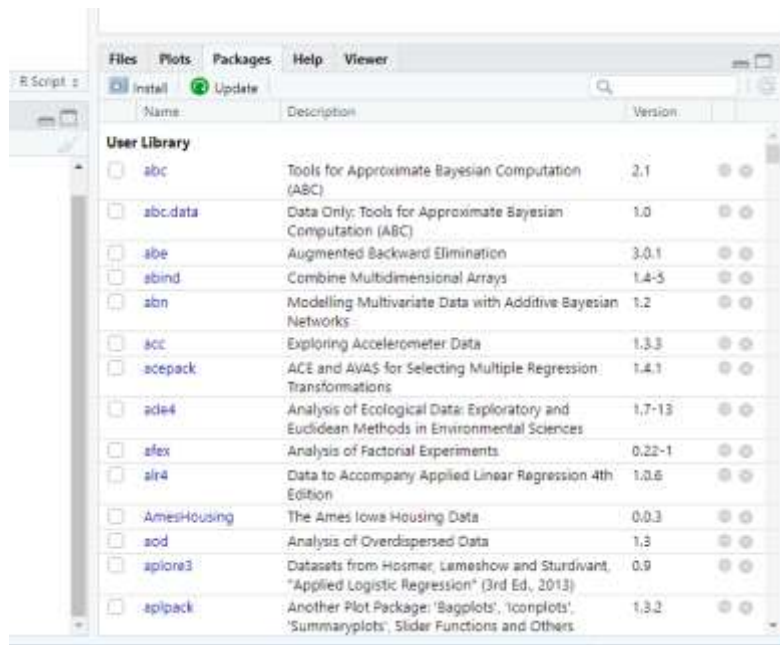 Files Plots Packages Help Viewer
R Script
Install Update
Name Description Version
User Library
abc Tools for Approximate Bayesian Computation 2.1
(ABC)
abc.data Data Only: Tools for Approximate Bayesian 1.0
Computation (ABC)
abe Augmented Backward Elimination 3.0.1
abind Combine Multidimensional Arrays 1.4-5
abn Modelling Multivariate Data with Additive Bayesian 1.2
Networks
acc Exploring Accelerometer Data 1.3.3
acepack ACE and AVAS for Selecting Multiple Regression 1.4.1
Transformations
ade4 Analysis of Ecological Data: Exploratory and 1.7-13
Euclidean Methods in Environmental Sciences
afex Analysis of Factorial Experiments 0.22-1
alr4 Data to Accompany Applied Linear Regression 4th 1.0.6
Edition
AmesHousing The Ames Iowa Housing Data 0.0.3
aod Analysis of Overdispersed Data 1.3
aplore3 Datasets from Hosmer, Lemeshow and Sturdivant, 0.9
"Applied Logistic Regression" (3rd Ed., 2013)
aplpack Another Plot Package: 'Bagplots', 'Iconplots', 1.3.2
'Summaryplots', Slider Functions and Others